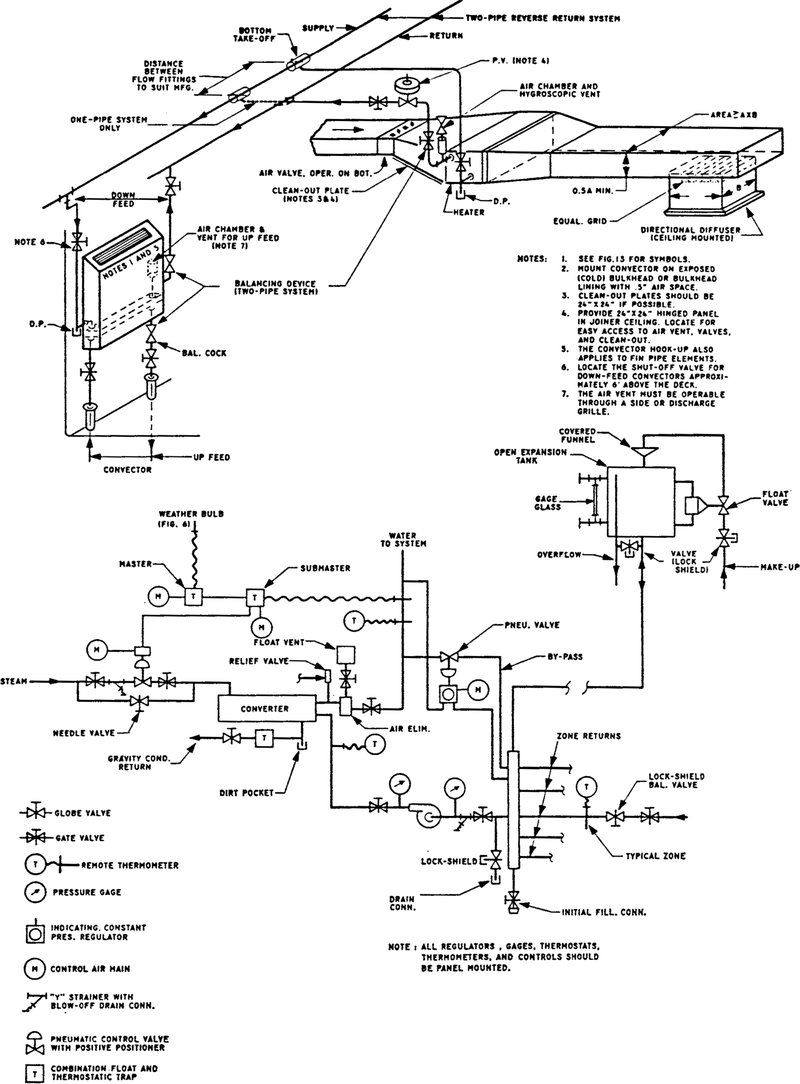 TWO-PIPE REVERSE RETURN SYSTEM
SUPPLY
RETURN
BOTTOM
TAKE-OFF
P.V. (NOTE 4)
DISTANCE
BETWEEN
FLOW FITTINGS
TO SUIT MFG.
AIR CHAMBER AND
HYGROSCOPIC VENT
ONE-PIPE SYSTEM
ONLY
AREA ≥ AXB
AIR VALVE, OPER. ON BOT.
CLEAN-OUT PLATE
(NOTES 3&4)
HEATER
D.P.
0.5A MIN.
A
B
EQUAL. GRID
DIRECTIONAL DIFFUSER
(CEILING MOUNTED)
DOWN
FEED
NOTE 6
AIR CHAMBER &
VENT FOR UP FEED
(NOTE 7)
NOTES 1 AND 5
BALANCING DEVICE
(TWO-PIPE SYSTEM)
D.P.
BAL. COCK
UP FEED
CONVECTOR
NOTES: 1. SEE FIG.15 FOR SYMBOLS.
2. MOUNT CONVECTOR ON EXPOSED
(COLD) BULKHEAD OR BULKHEAD
LINING WITH .5" AIR SPACE.
3. CLEAN-OUT PLATES SHOULD BE
24"X24" IF POSSIBLE.
4. PROVIDE 24"X24" HINGED PANEL
IN JOINER CEILING. LOCATE FOR
EASY ACCESS TO AIR VENT, VALVES,
AND CLEAN-OUT.
5. THE CONVECTOR HOOK-UP ALSO
APPLIES TO FIN PIPE ELEMENTS.
6. LOCATE THE SHUT-OFF VALVE FOR
DOWN-FEED CONVECTORS APPROXI-
MATELY 6' ABOVE THE DECK.
7. THE AIR VENT MUST BE OPERABLE
THROUGH A SIDE OR DISCHARGE
GRILLE.
COVERED
FUNNEL
OPEN EXPANSION
TANK
GAGE
GLASS
FLOAT
VALVE
OVERFLOW
VALVE
(LOCK
SHIELD)
MAKE-UP
WEATHER BULB
(FIG. 6)
WATER
TO SYSTEM
MASTER
SUBMASTER
M
T
T
M
T
M
FLOAT VENT
RELIEF VALVE
PNEU. VALVE
BY-PASS
STEAM
M
CONVERTER
NEEDLE VALVE
AIR ELIM.
GRAVITY COND.
RETURN
T
T
DIRT POCKET
ZONE RETURNS
T
LOCK-SHIELD
BAL. VALVE
TYPICAL ZONE
LOCK-SHIELD
DRAIN
CONN.
INITIAL FILL. CONN.
GLOBE VALVE
GATE VALVE
T REMOTE THERMOMETER
PRESSURE GAGE
INDICATING. CONSTANT
PRES. REGULATOR
M CONTROL AIR MAIN
"Y" STRAINER WITH
BLOW-OFF DRAIN CONN.
PNEUMATIC CONTROL VALVE
WITH POSITIVE POSITIONER
T COMBINATION FLOAT AND
THERMOSTATIC TRAP
NOTE: ALL REGULATORS, GAGES, THERMOSTATS,
THERMOMETERS, AND CONTROLS SHOULD
BE PANEL MOUNTED.